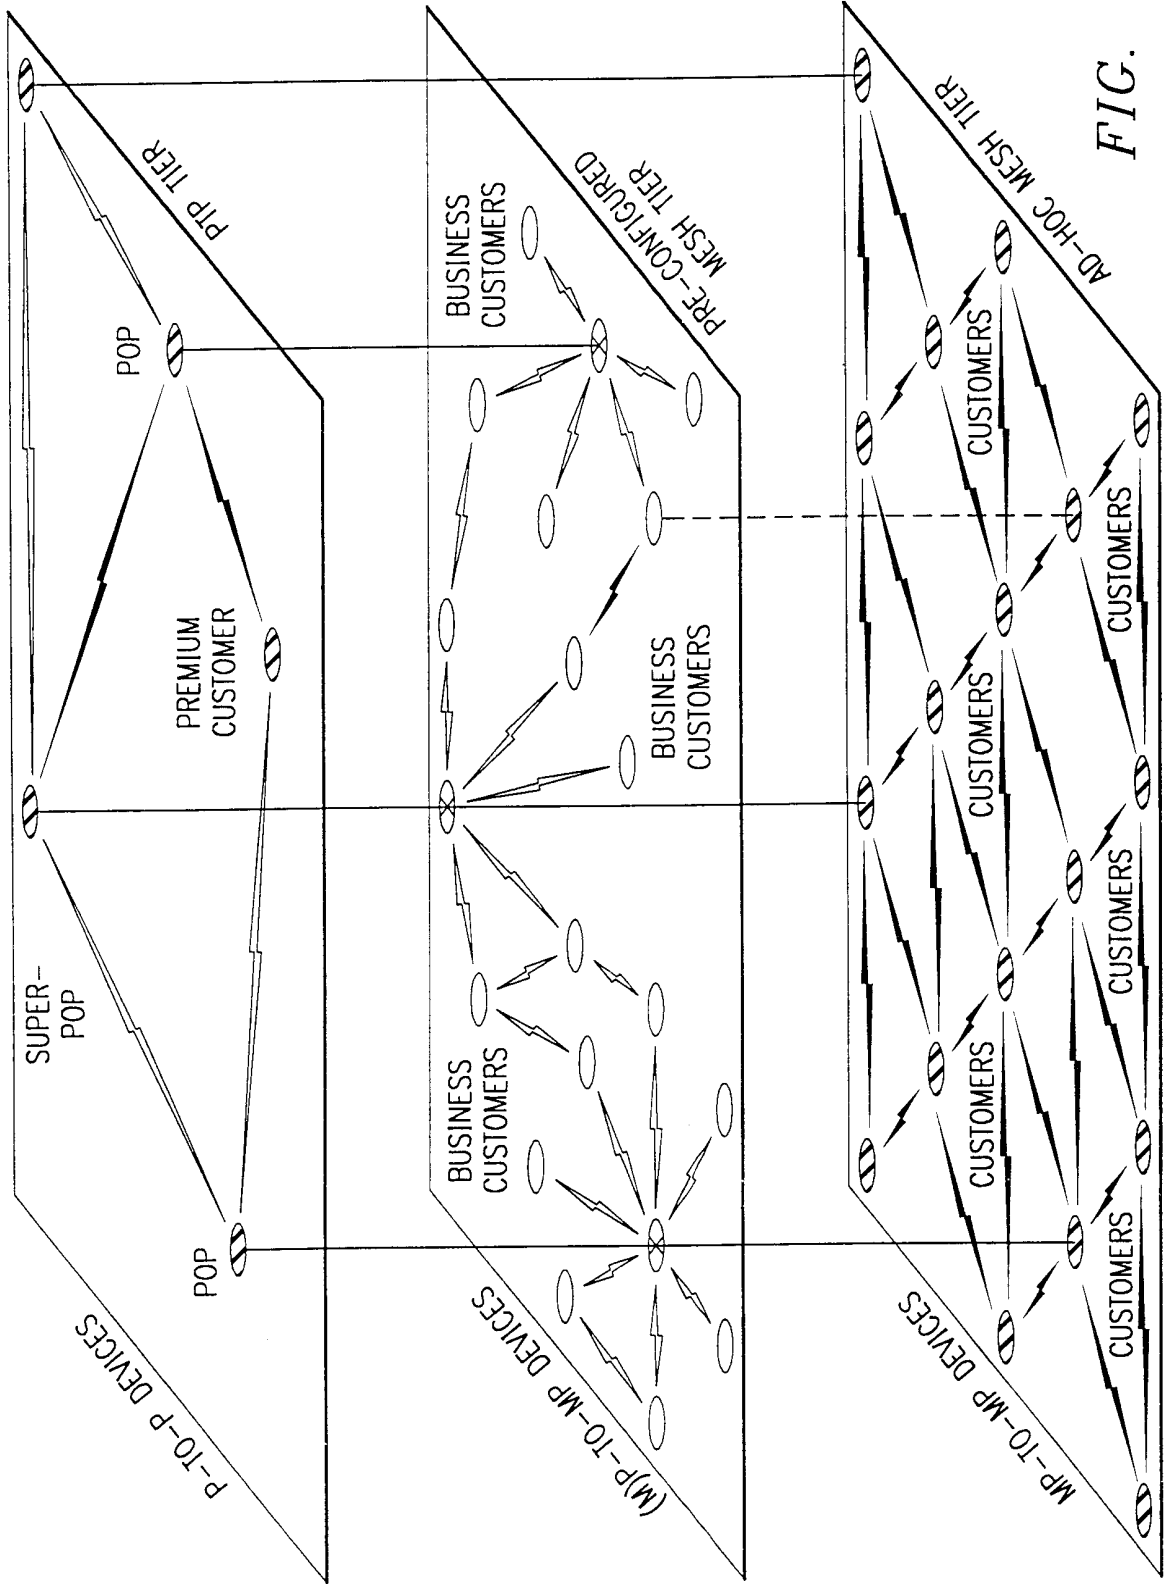 P-TO-P DEVICES
PTP TIER
SUPER-
POP
POP
POP
PREMIUM
CUSTOMER
(M)P-TO-MP DEVICES
PRE-CONFIGURED
MESH TIER
BUSINESS
CUSTOMERS
BUSINESS
CUSTOMERS
BUSINESS
CUSTOMERS
MP-TO-MP DEVICES
AD-HOC MESH TIER
CUSTOMERS
CUSTOMERS
CUSTOMERS
CUSTOMERS
CUSTOMERS
CUSTOMERS
FIG.